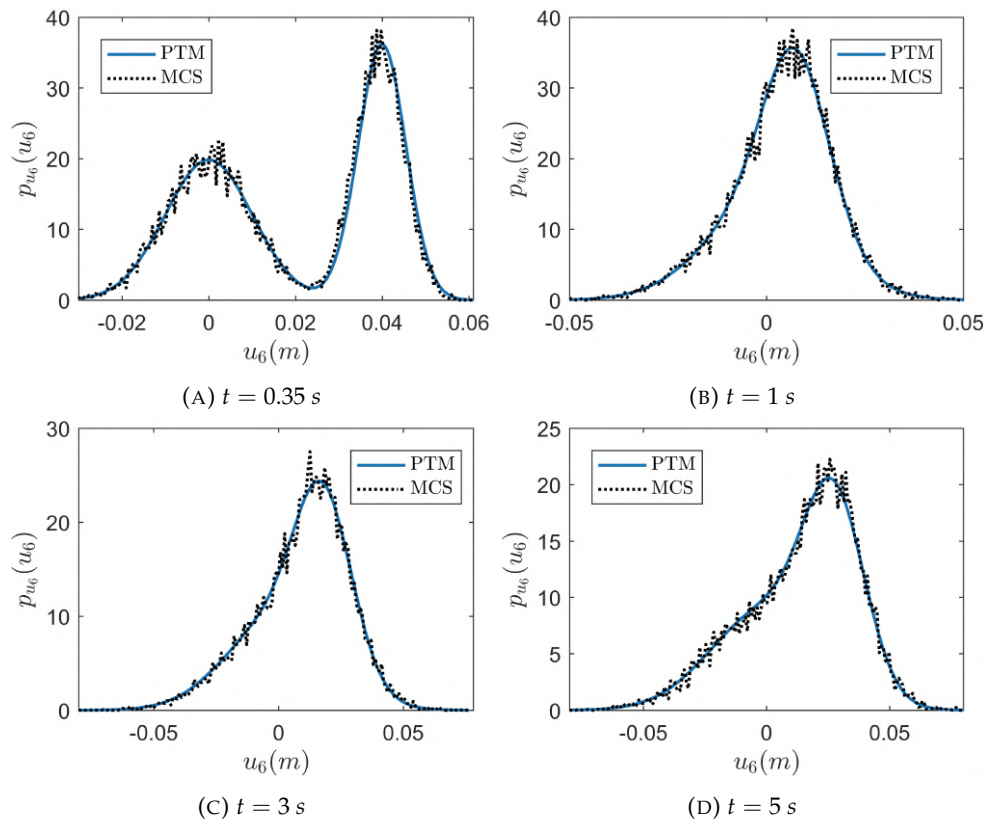 40
30
20
10
0
-0.02
0
0.02
0.04
0.06
p_{u_6}(u_6)
u_6(m)
PTM
MCS
(A) t = 0.35 s
40
30
20
10
0
-0.05
0
0.05
p_{u_6}(u_6)
u_6(m)
PTM
MCS
(B) t = 1 s
30
20
10
0
-0.05
0
0.05
p_{u_6}(u_6)
u_6(m)
PTM
MCS
(C) t = 3 s
25
20
15
10
5
0
-0.05
0
0.05
p_{u_6}(u_6)
u_6(m)
PTM
MCS
(D) t = 5 s